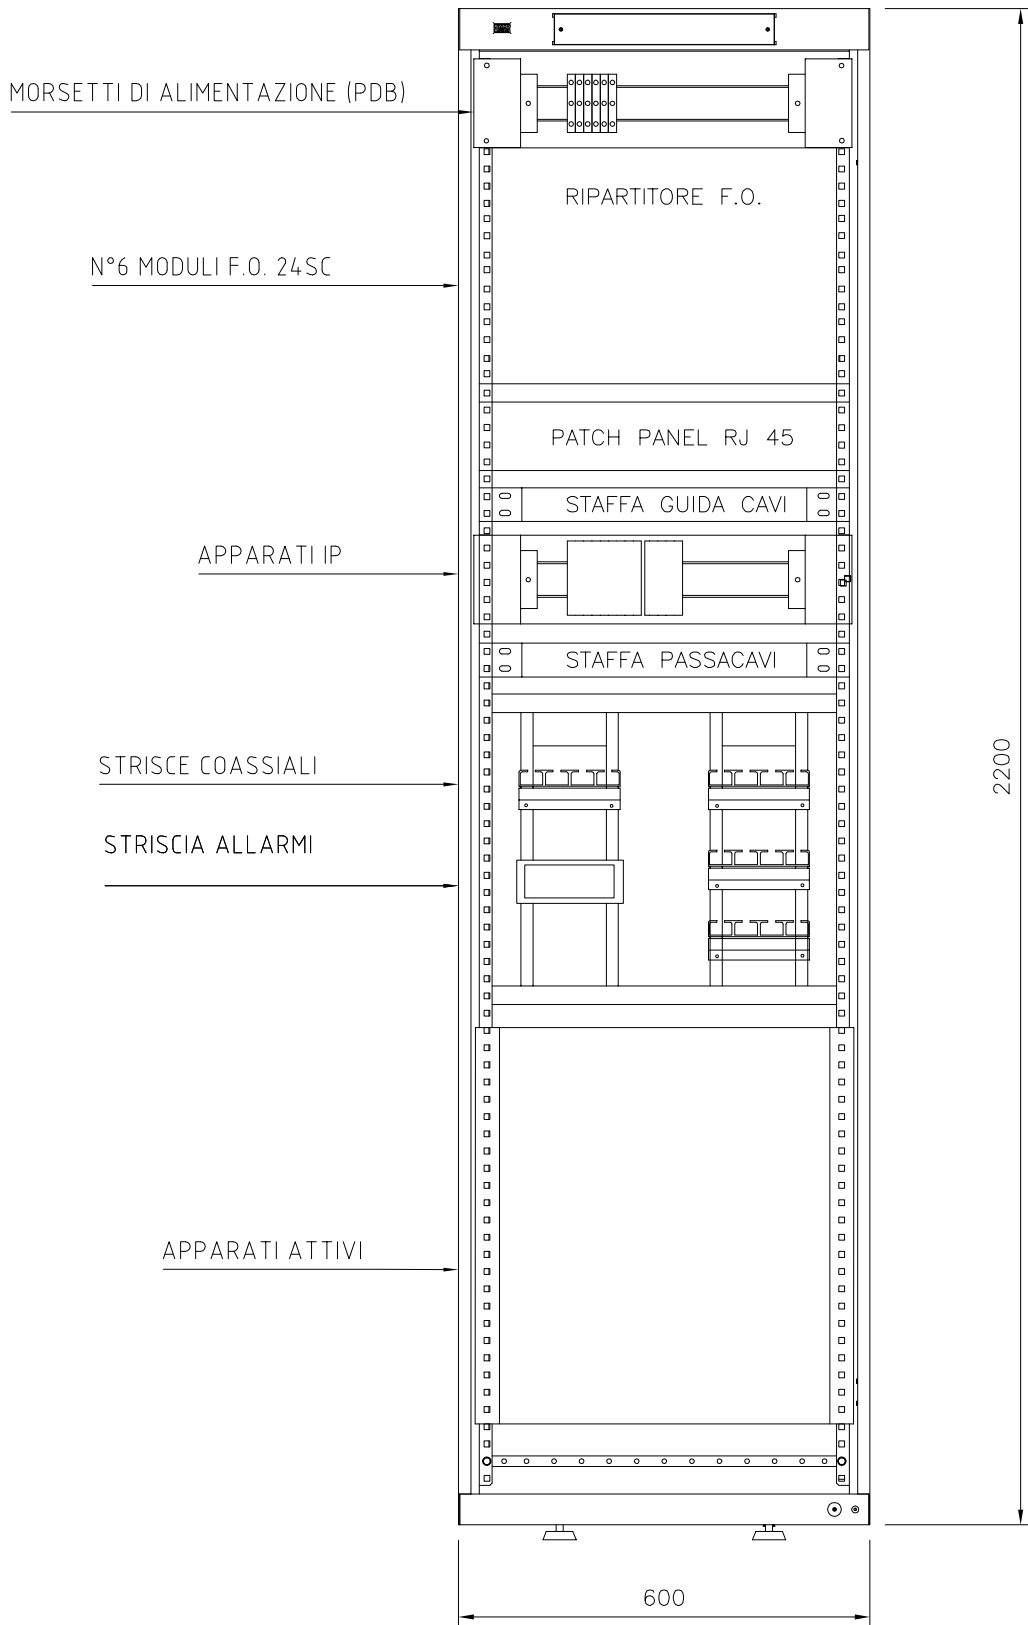 MORSETTI DI ALIMENTAZIONE (PDB)
RIPARTITORE F.O.
N°6 MODULI F.O. 24SC
PATCH PANEL RJ 45
STAFFA GUIDA CAVI
APPARATI IP
STAFFA PASSACAVI
STRISCE COASSIALI
2200
STRISCIA ALLARMI
APPARATI ATTIVI
600